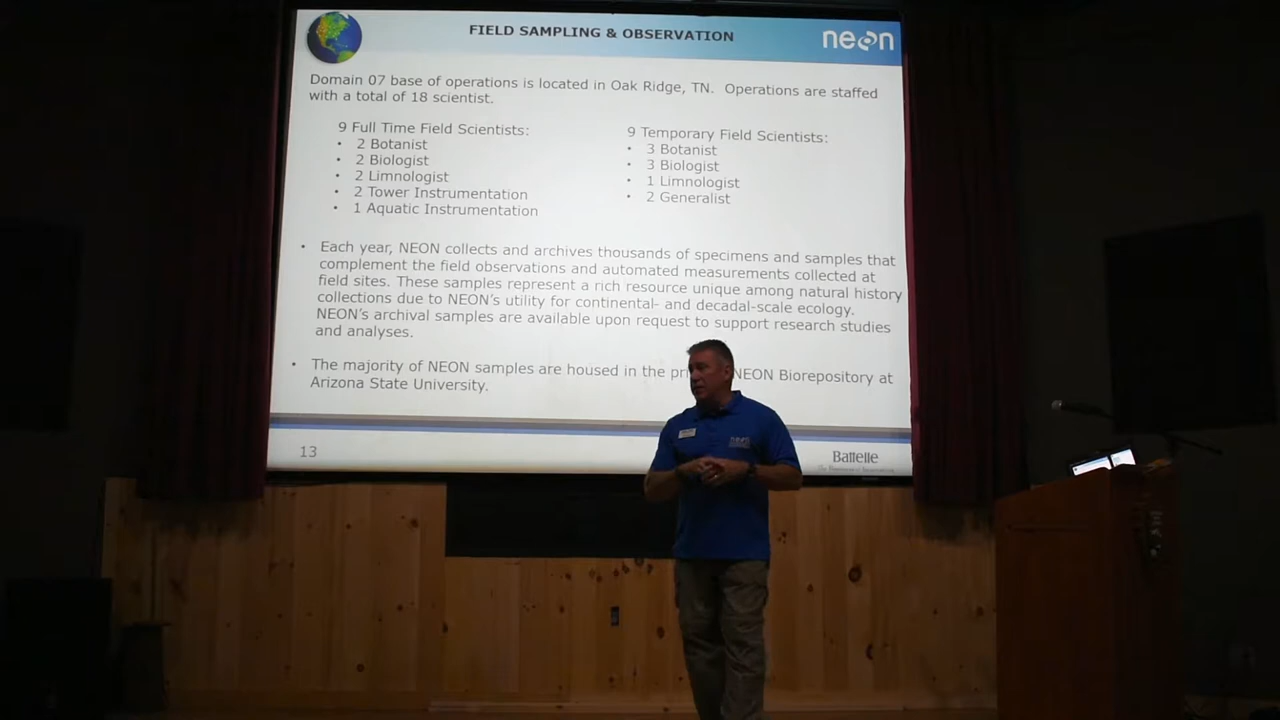 FIELD SAMPLING & OBSERVATION
neon
Domain 07 base of operations is located in Oak Ridge, TN. Operations are staffed
with a total of 18 scientist.
9 Full Time Field Scientists:
• 2 Botanist
• 2 Biologist
• 2 Limnologist
• 2 Tower Instrumentation
• 1 Aquatic Instrumentation
9 Temporary Field Scientists:
• 3 Botanist
• 3 Biologist
• 1 Limnologist
• 2 Generalist
• Each year, NEON collects and archives thousands of specimens and samples that
complement the field observations and automated measurements collected at
field sites. These samples represent a rich resource unique among natural history
collections due to NEON's utility for continental- and decadal-scale ecology.
NEON's archival samples are available upon request to support research studies
and analyses.
• The majority of NEON samples are housed in the NEON Biorepository at
Arizona State University.
13
Battelle